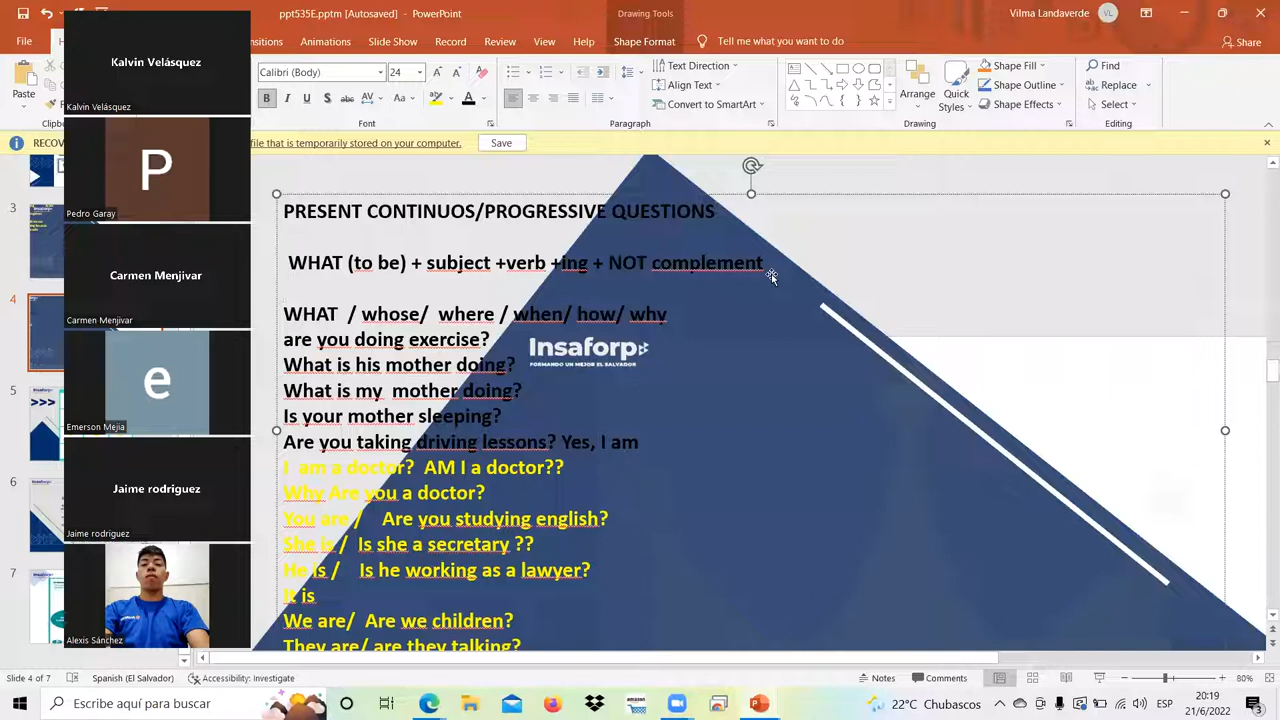 Drawing Tools
Vilma Landaverde
VL
Kalvin Velásquez
File
nsitions
Animations
Slide Show
Record
Review
View
Help
Shape Format
Tell me what you want to do
Share
Calibri (Body)
24
Text Direction
Shape Fill
Find
Paste
Align Text
Arrange
Quick
Styles
Shape Outline
Replace
Convert to SmartArt
Shape Effects
Select
Font
Paragraph
Drawing
Editing
Kalvin Velásquez
RECOV
file that is temporarily stored on your computer.
Save
P
Pedro Garay
PRESENT CONTINUOS/PROGRESSIVE QUESTIONS
WHAT (to be) + subject +verb +ing + NOT complement
Carmen Menjivar
Carmen Menjivar
WHAT / whose/ where / when/ how/ why
are you doing exercise?
Insaforp
FORMANDO UN MEJOR EL SALVADOR
What is his mother doing?
What is my mother doing?
e
Emerson Mejia
Is your mother sleeping?
Are you taking driving lessons? Yes, I am
I am a doctor? AM I a doctor??
Why Are you a doctor?
Jaime rodriguez
Jaime rodriguez
You are / Are you studying english?
She is / Is she a secretary ??
He is / Is he working as a lawyer?
It is
We are/ Are we children?
They are/ are they talking?
Alexis Sánchez
3
4
5
6
Slide 4 of 7
Spanish (El Salvador)
Accessibility: Investigate
Notes
Comments
80%
Escribe aquí para buscar
22°C Chubascos
ESP
20:19
21/6/2022
3